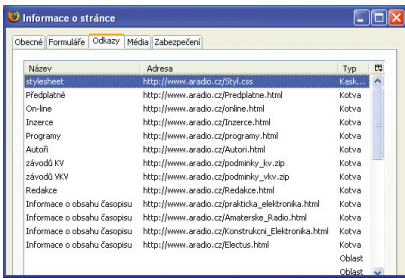 Informace o stránce
Obecné Formuláře Odkazy Média Zabezpečení
Název Adresa Typ
stylesheet http://www.aradio.cz/Styl.css Kask...
Předplatné http://www.aradio.cz/Predplatne.html Kotva
On-line http://www.aradio.cz/online.html Kotva
Inzerce http://www.aradio.cz/Inzerce.html Kotva
Programy http://www.aradio.cz/programy.html Kotva
Autoři http://www.aradio.cz/Autori.html Kotva
závodů KV http://www.aradio.cz/podminky_kv.zip Kotva
závodů VKV http://www.aradio.cz/podminky_vkv.zip Kotva
Redakce http://www.aradio.cz/Redakce.html Kotva
Informace o obsahu časopisu http://www.aradio.cz/prakticka_elektronika.html Kotva
Informace o obsahu časopisu http://www.aradio.cz/Amaterske_Radio.html Kotva
Informace o obsahu časopisu http://www.aradio.cz/Konstrukcni_Elektronika.html Kotva
Informace o obsahu časopisu http://www.aradio.cz/Electus.html Kotva
Oblast
Oblast